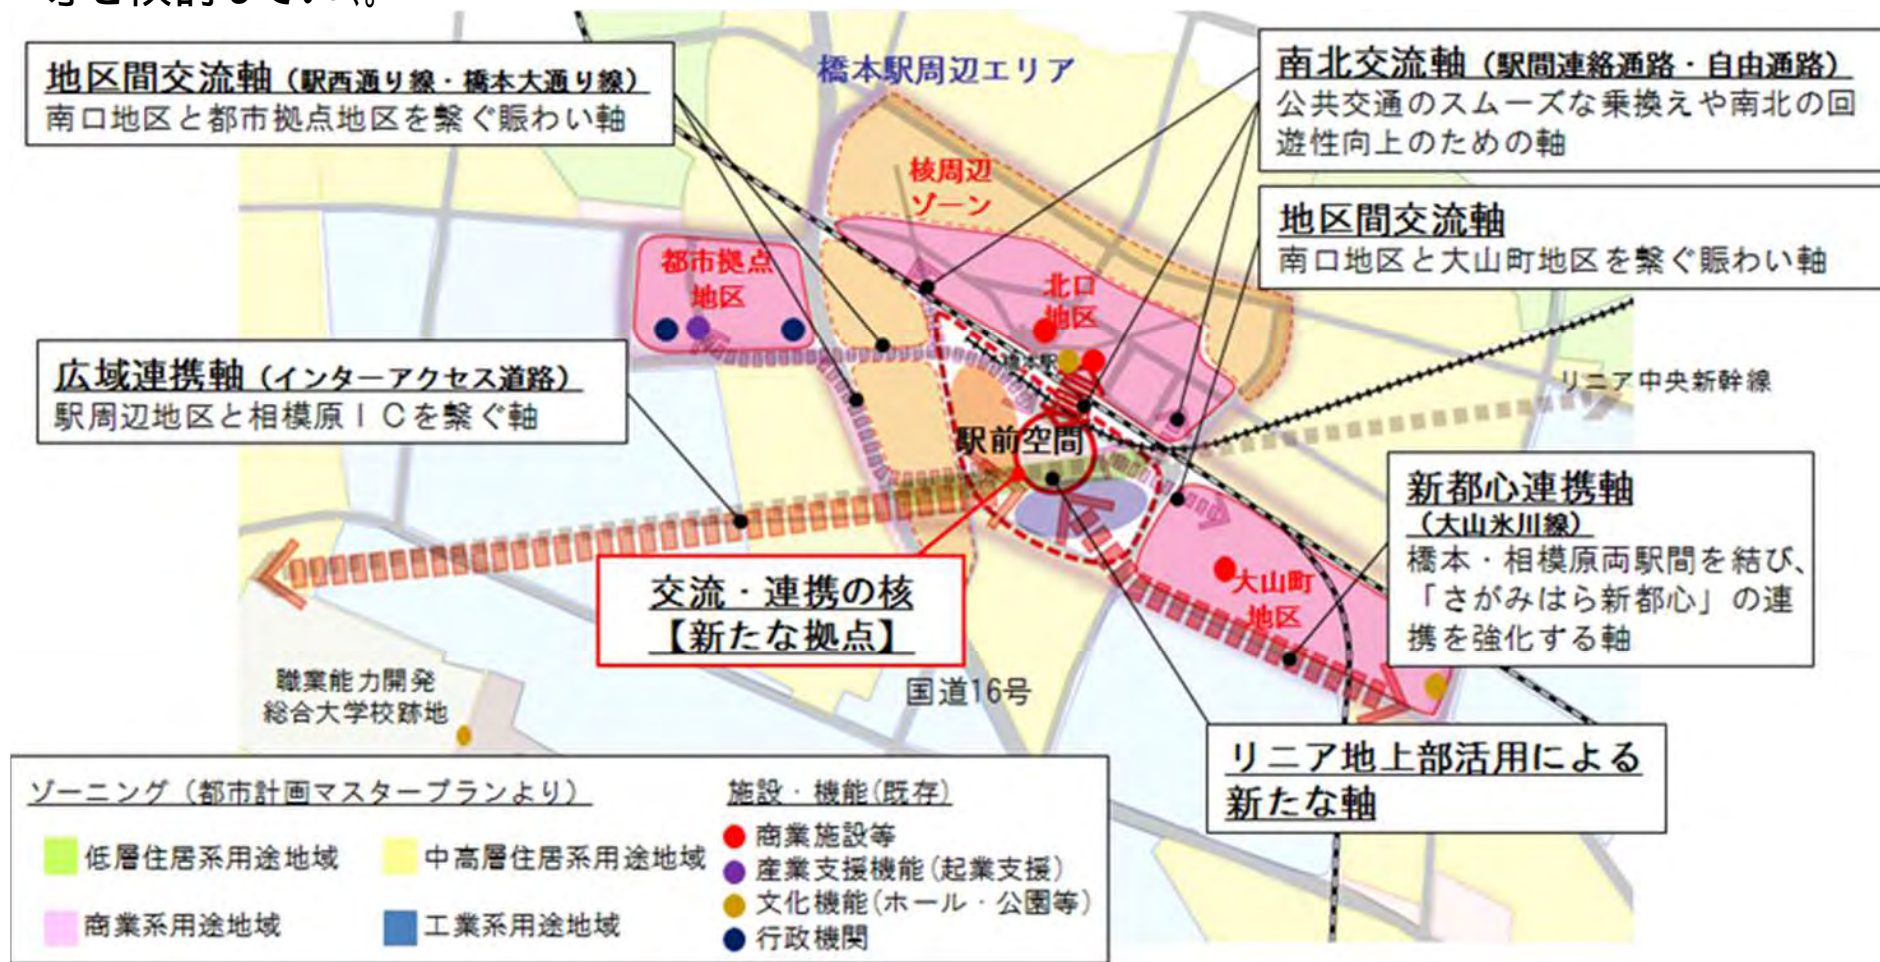 等を検討していく。
地区間交流軸（駅西通り線・橋本大通り線）
南口地区と都市拠点地区を繋ぐ賑わい軸
橋本駅周辺エリア
南北交流軸（駅間連絡通路・自由通路）
公共交通のスムーズな乗換えや南北の回
遊性向上のための軸
核周辺
ゾーン
地区間交流軸
南口地区と大山町地区を繋ぐ賑わい軸
都市拠点
地区
北口
地区
橋本駅
広域連携軸（インターアクセス道路）
駅周辺地区と相模原ＩＣを繋ぐ軸
リニア中央新幹線
駅前空間
新都心連携軸
（大山氷川線）
橋本・相模原両駅間を結び、
「さがみはら新都心」の連
携を強化する軸
交流・連携の核
【新たな拠点】
大山町
地区
職業能力開発
総合大学校跡地
国道16号
リニア地上部活用による
新たな軸
ゾーニング（都市計画マスタープランより）
低層住居系用途地域
中高層住居系用途地域
商業系用途地域
工業系用途地域
施設・機能(既存)
商業施設等
産業支援機能(起業支援)
文化機能(ホール・公園等)
行政機関